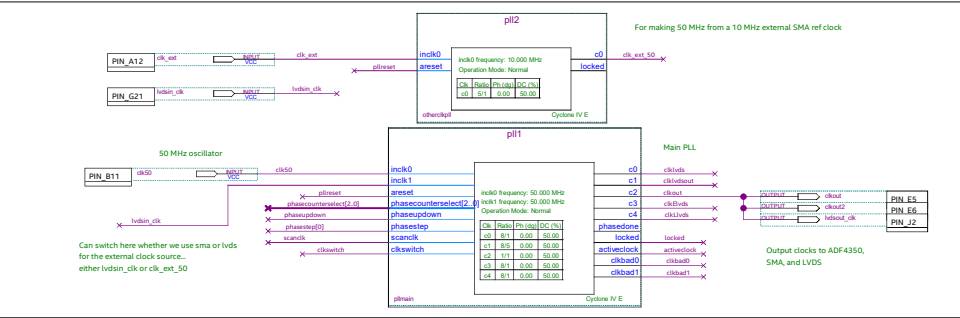 pll2
For making 50 MHz from a 10 MHz external SMA ref clock
PIN_A12
clk_ext
INPUT
VCC
clk_ext
inclk0
c0
clk_ext_50
pllreset
areset
locked
inclk0 frequency: 10.000 MHz
Operation Mode: Normal
Clk Ratio Ph (dg) DC (%)
c0 5/1 0.00 50.00
PIN_G21
lvdsin_clk
INPUT
VCC
lvdsin_clk
otherclkpll
Cyclone IV E
pll1
50 MHz oscillator
Main PLL
PIN_B11
clk50
INPUT
VCC
clk50
inclk0
inclk1
pllreset
areset
phasecounterselect[2..0]
phasecounterselect[2..0]
phaseupdown
phaseupdown
phasestep[0]
phasestep
scanclk
scanclk
clkswitch
clkswitch
lvdsin_clk
inclk0 frequency: 50.000 MHz
inclk1 frequency: 50.000 MHz
Operation Mode: Normal
Clk Ratio Ph (dg) DC (%)
c0 8/1 0.00 50.00
c1 8/5 0.00 50.00
c2 1/1 0.00 50.00
c3 8/1 0.00 50.00
c4 8/1 0.00 50.00
c0 clklvds
c1 clklvdsout
c2 clkout
c3
c4
phasedone
locked locked
activeclock activeclock
clkbad0 clkbad0
clkbad1 clkbad1
OUTPUT clkout PIN_E5
OUTPUT clkout2 PIN_E6
OUTPUT lvdsout_clk PIN_J2
Can switch here whether we use sma or lvds
for the external clock source...
either lvdsin_clk or clk_ext_50
Output clocks to ADF4350,
SMA, and LVDS
pllmain
Cyclone IV E